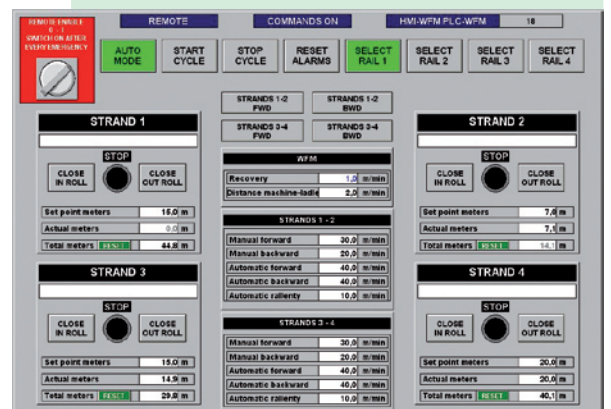 REMOTE ENABLE
0 - 1
SWITCH ON AFTER
EVERY EMERGENCY
REMOTE
COMMANDS ON
HMI-WFM PLC-WFM
18
AUTO MODE
START CYCLE
STOP CYCLE
RESET ALARMS
SELECT RAIL 1
SELECT RAIL 2
SELECT RAIL 3
SELECT RAIL 4
STRANDS 1-2 FWD
STRANDS 1-2 BWD
STRANDS 3-4 FWD
STRANDS 3-4 BWD
STRAND 1
STOP
CLOSE IN ROLL
CLOSE OUT ROLL
Set point meters 15,0 m
Actual meters 0,0 m
Total meters RESET 44,8 m
WFM
Recovery 1,0 m/min
Distance machine-ladle 2,0 m/min
STRANDS 1 - 2
Manual forward 30,0 m/min
Manual backward 20,0 m/min
Automatic forward 40,0 m/min
Automatic backward 40,0 m/min
Automatic rallenty 10,0 m/min
STRAND 2
STOP
CLOSE IN ROLL
CLOSE OUT ROLL
Set point meters 7,0 m
Actual meters 7,1 m
Total meters RESET 14,1 m
STRAND 3
STOP
CLOSE IN ROLL
CLOSE OUT ROLL
Set point meters 15,0 m
Actual meters 14,9 m
Total meters RESET 29,8 m
STRANDS 3 - 4
Manual forward 30,0 m/min
Manual backward 20,0 m/min
Automatic forward 40,0 m/min
Automatic backward 40,0 m/min
Automatic rallenty 10,0 m/min
STRAND 4
STOP
CLOSE IN ROLL
CLOSE OUT ROLL
Set point meters 20,0 m
Actual meters 20,0 m
Total meters RESET 40,1 m